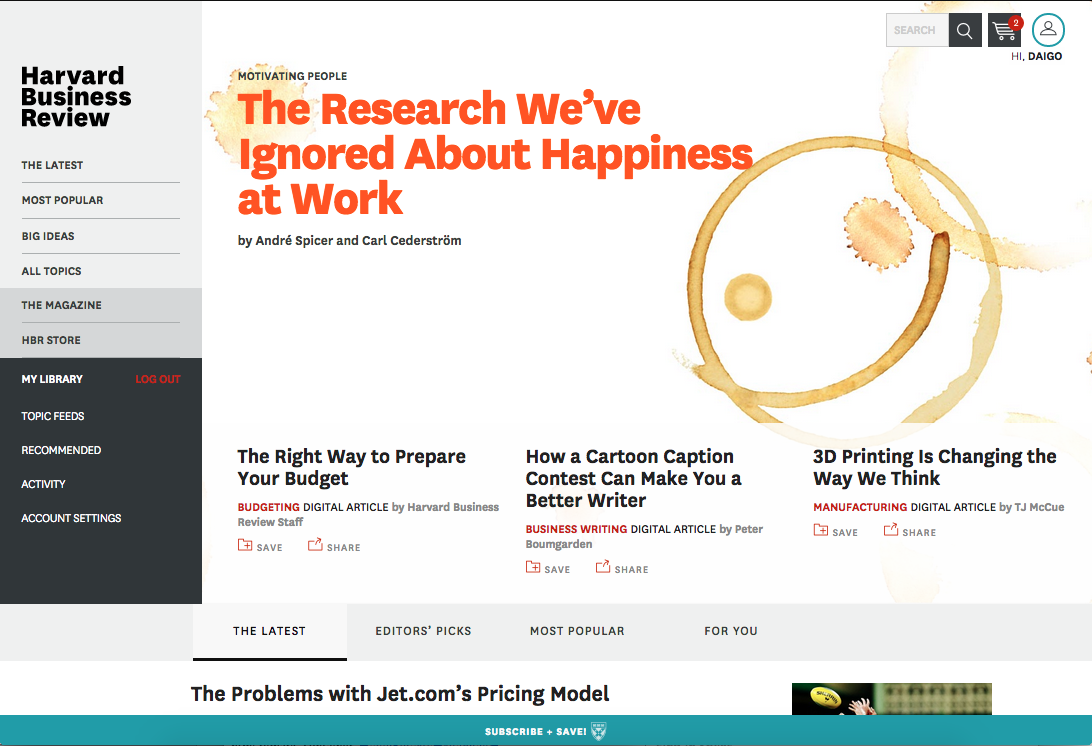 Harvard
Business
Review
THE LATEST
MOST POPULAR
BIG IDEAS
ALL TOPICS
THE MAGAZINE
HBR STORE
MY LIBRARY LOG OUT
TOPIC FEEDS
RECOMMENDED
ACTIVITY
ACCOUNT SETTINGS
SEARCH
2
HI, DAIGO
MOTIVATING PEOPLE
The Research We’ve
Ignored About Happiness
at Work
by André Spicer and Carl Cederström
The Right Way to Prepare
Your Budget
BUDGETING DIGITAL ARTICLE by Harvard Business
Review Staff
SAVE SHARE
How a Cartoon Caption
Contest Can Make You a
Better Writer
BUSINESS WRITING DIGITAL ARTICLE by Peter
Boumgarden
SAVE SHARE
3D Printing Is Changing the
Way We Think
MANUFACTURING DIGITAL ARTICLE by TJ McCue
SAVE SHARE
THE LATEST EDITORS’ PICKS MOST POPULAR FOR YOU
The Problems with Jet.com’s Pricing Model
SUBSCRIBE + SAVE!